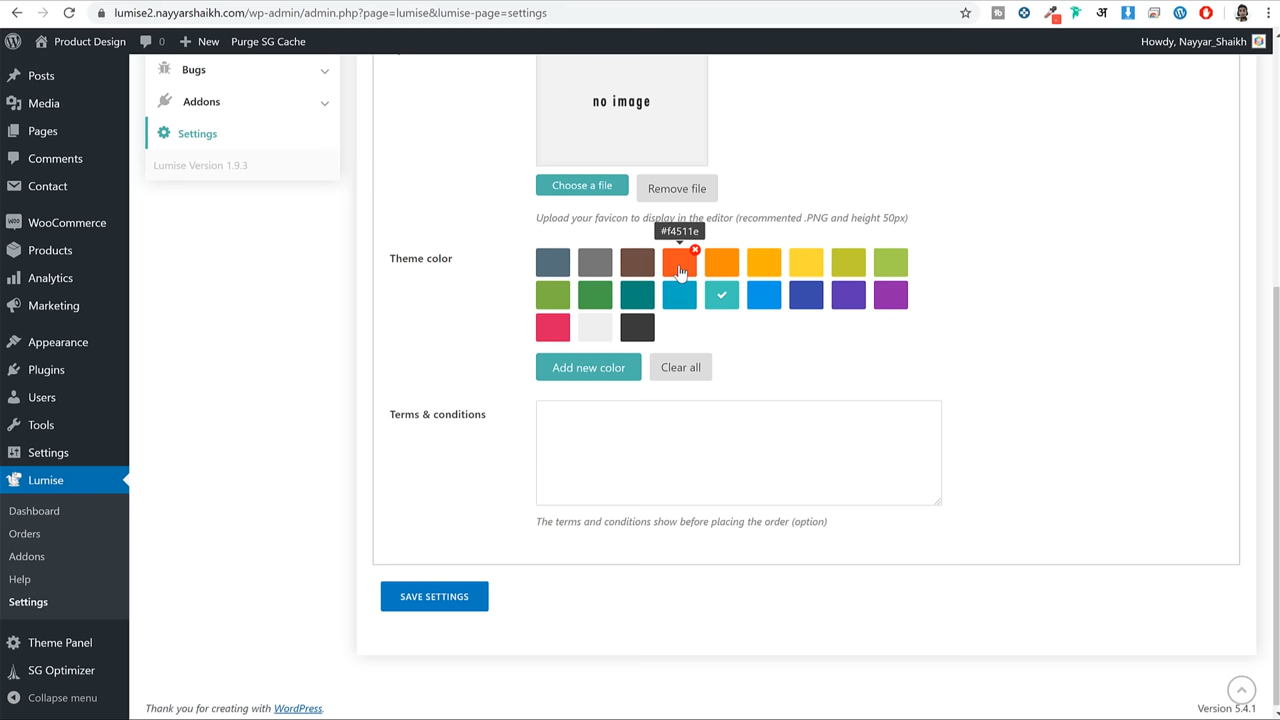 lumise2.nayyarshaikh.com/wp-admin/admin.php?page=lumise&lumise-page=settings
Product Design
0
New
Purge SG Cache
Howdy, Nayyar_Shaikh
Posts
Media
Pages
Comments
Contact
WooCommerce
Products
Analytics
Marketing
Appearance
Plugins
Users
Tools
Settings
Lumise
Dashboard
Orders
Addons
Help
Settings
Theme Panel
SG Optimizer
Collapse menu
Bugs
Addons
Settings
Lumise Version 1.9.3
no image
Choose a file
Remove file
Upload your favicon to display in the editor (recommented .PNG and height 50px)
#f4511e
Theme color
Add new color
Clear all
Terms & conditions
The terms and conditions show before placing the order (option)
SAVE SETTINGS
Thank you for creating with WordPress.
Version 5.4.1